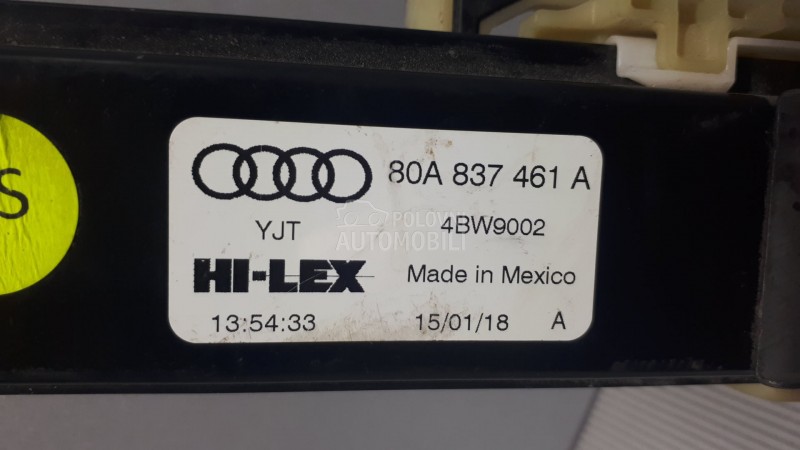 80A 837 461 A
YJT 4BW9002
POLOVNI
AUTOMOBILI
HI-LEX Made in Mexico
13:54:33 15/01/18 A
S